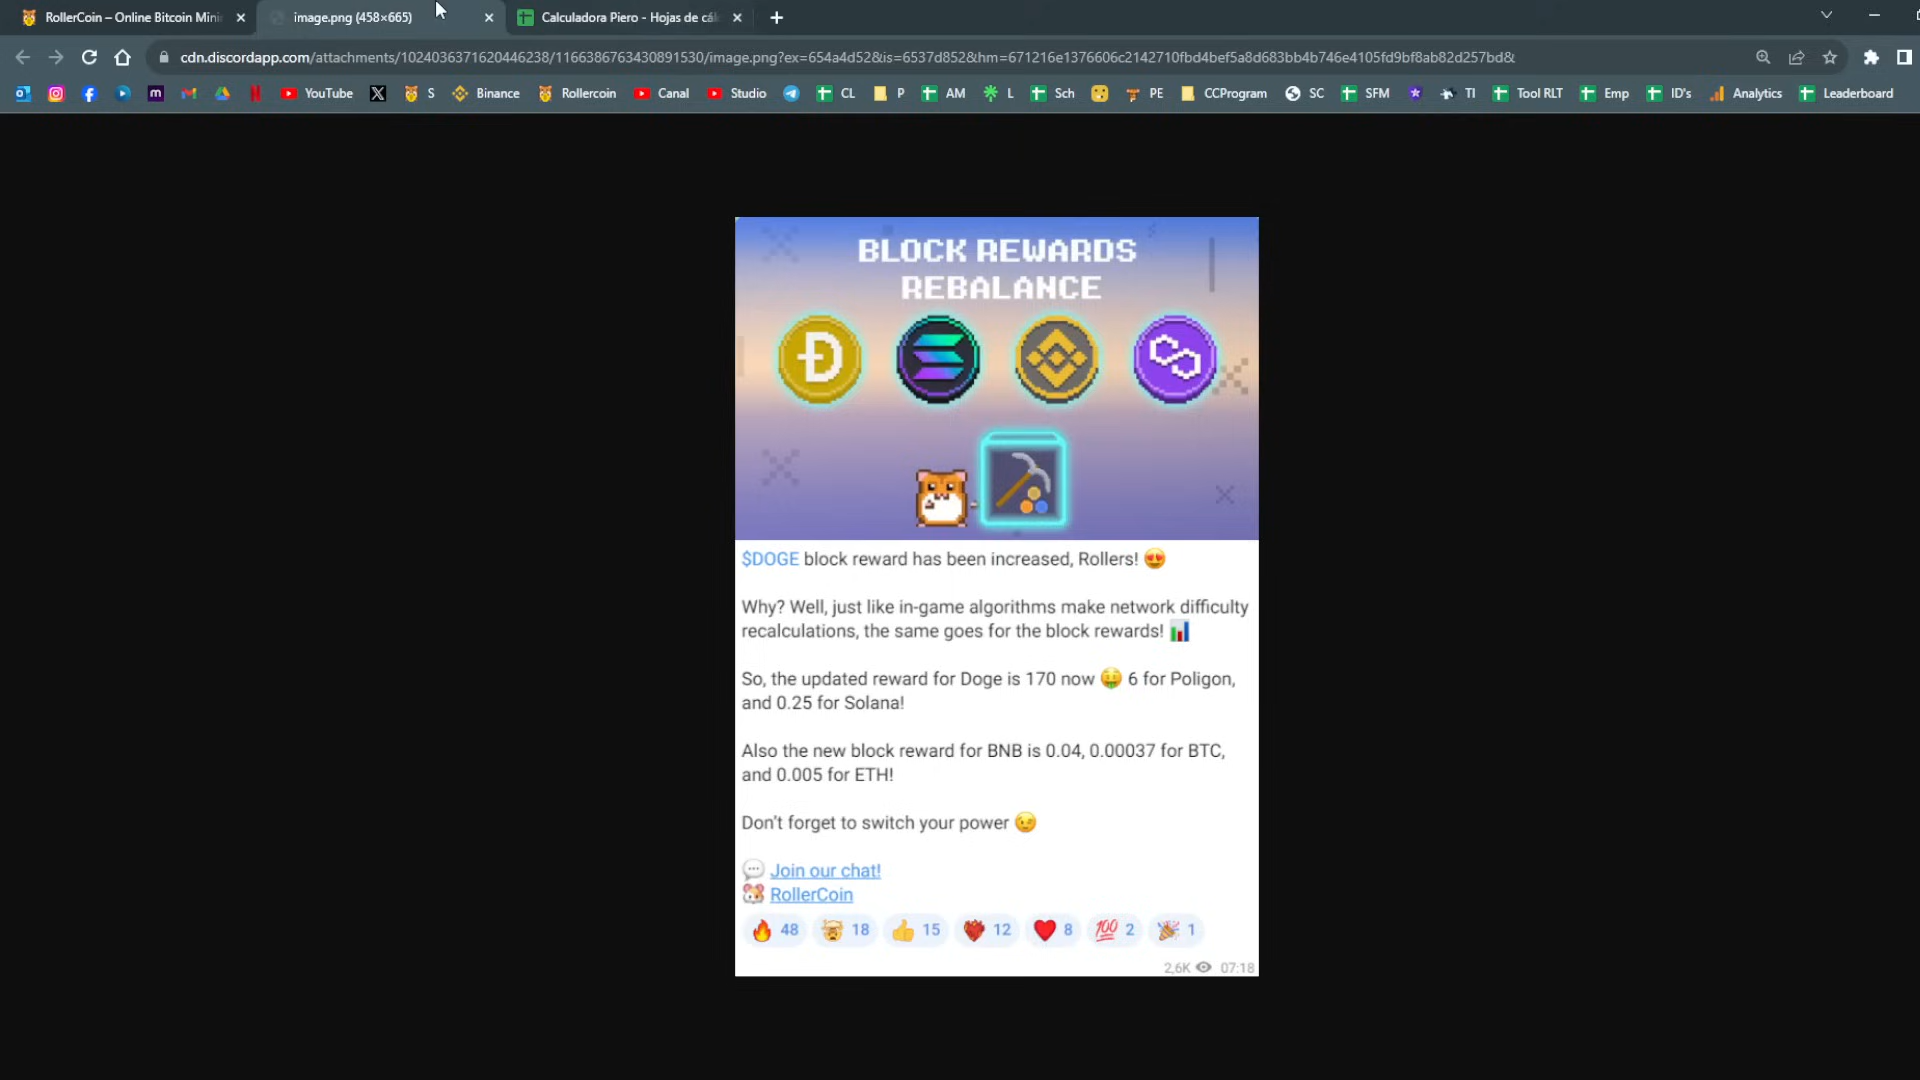 RollerCoin – Online Bitcoin Mini
image.png (458×665)
Calculadora Piero - Hojas de cál
cdn.discordapp.com/attachments/1024036371620446238/1166386763430891530/image.png?ex=654a4d52&is=6537d852&hm=671216e1376606c2142710fbd4bef5a8d683bb4b746e4105fd9bf8ab82d257bd&
YouTube
S
Binance
Rollercoin
Canal
Studio
CL
P
AM
L
Sch
PE
CCProgram
SC
SFM
TI
Tool RLT
Emp
ID's
Analytics
Leaderboard
BLOCK REWARDS
REBALANCE
$DOGE block reward has been increased, Rollers! 😍
Why? Well, just like in-game algorithms make network difficulty
recalculations, the same goes for the block rewards! 📊
So, the updated reward for Doge is 170 now 🤑 6 for Poligon,
and 0.25 for Solana!
Also the new block reward for BNB is 0.04, 0.00037 for BTC,
and 0.005 for ETH!
Don't forget to switch your power 😉
💬 Join our chat!
🐹 RollerCoin
🔥 48 🤯 18 👍 15 ❤️‍🔥 12 ❤️ 8 💯 2 🎉 1
2,6K 07:18